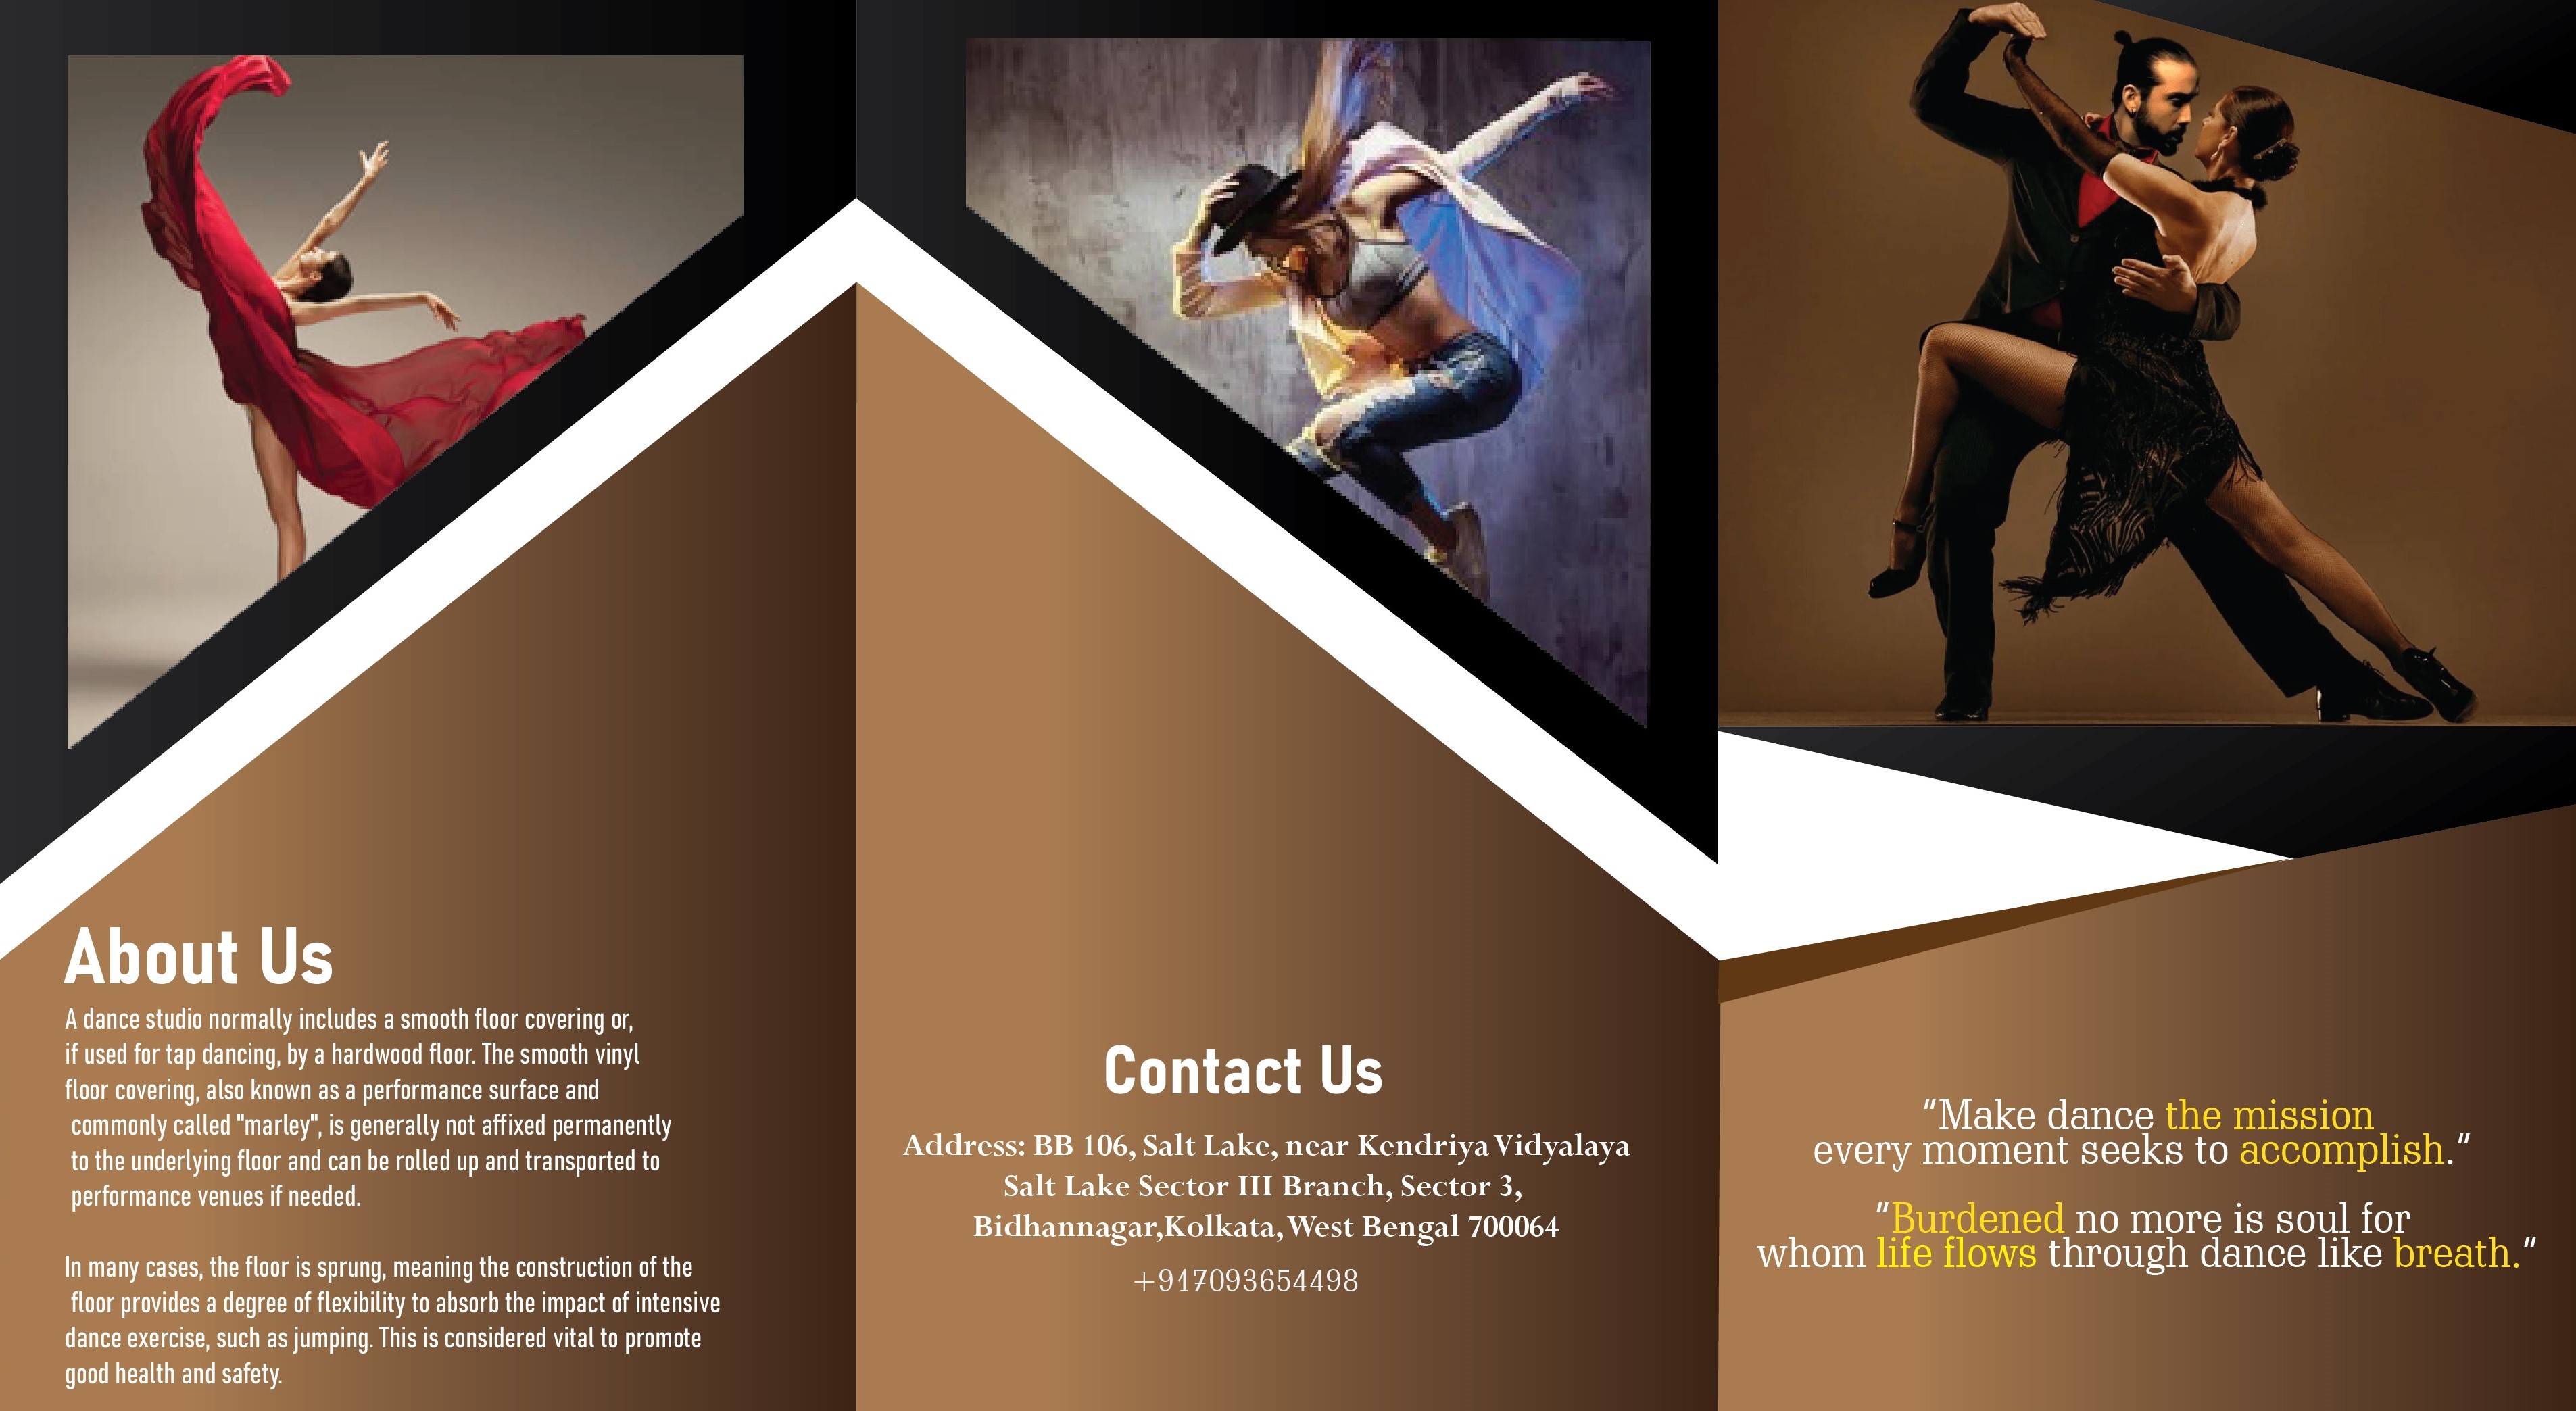 About Us
A dance studio normally includes a smooth floor covering or,
if used for tap dancing, by a hardwood floor. The smooth vinyl
floor covering, also known as a performance surface and
commonly called "marley", is generally not affixed permanently
to the underlying floor and can be rolled up and transported to
performance venues if needed.
In many cases, the floor is sprung, meaning the construction of the
floor provides a degree of flexibility to absorb the impact of intensive
dance exercise, such as jumping. This is considered vital to promote
good health and safety.
Contact Us
Address: BB 106, Salt Lake, near Kendriya Vidyalaya
Salt Lake Sector III Branch, Sector 3,
Bidhannagar,Kolkata, West Bengal 700064
+917093654498
"Make dance the mission
every moment seeks to accomplish."
"Burdened no more is soul for
whom life flows through dance like breath."